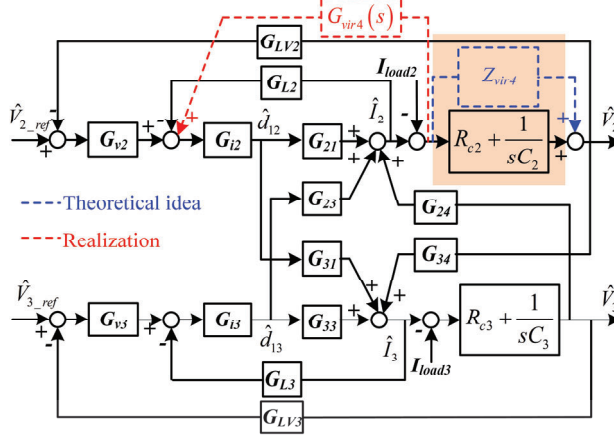 G_vir4(s)
G_LV2
G_L2
I_load2
Z_vir4
V̂_2_ref
Î_2
G_v2
G_i2
d̂_12
G_21
R_c2 + 1/sC_2
G_23
G_24
Theoretical idea
Realization
G_31
G_34
V̂_3_ref
G_v3
G_i3
d̂_13
G_33
Î_3
R_c3 + 1/sC_3
I_load3
G_L3
G_LV3